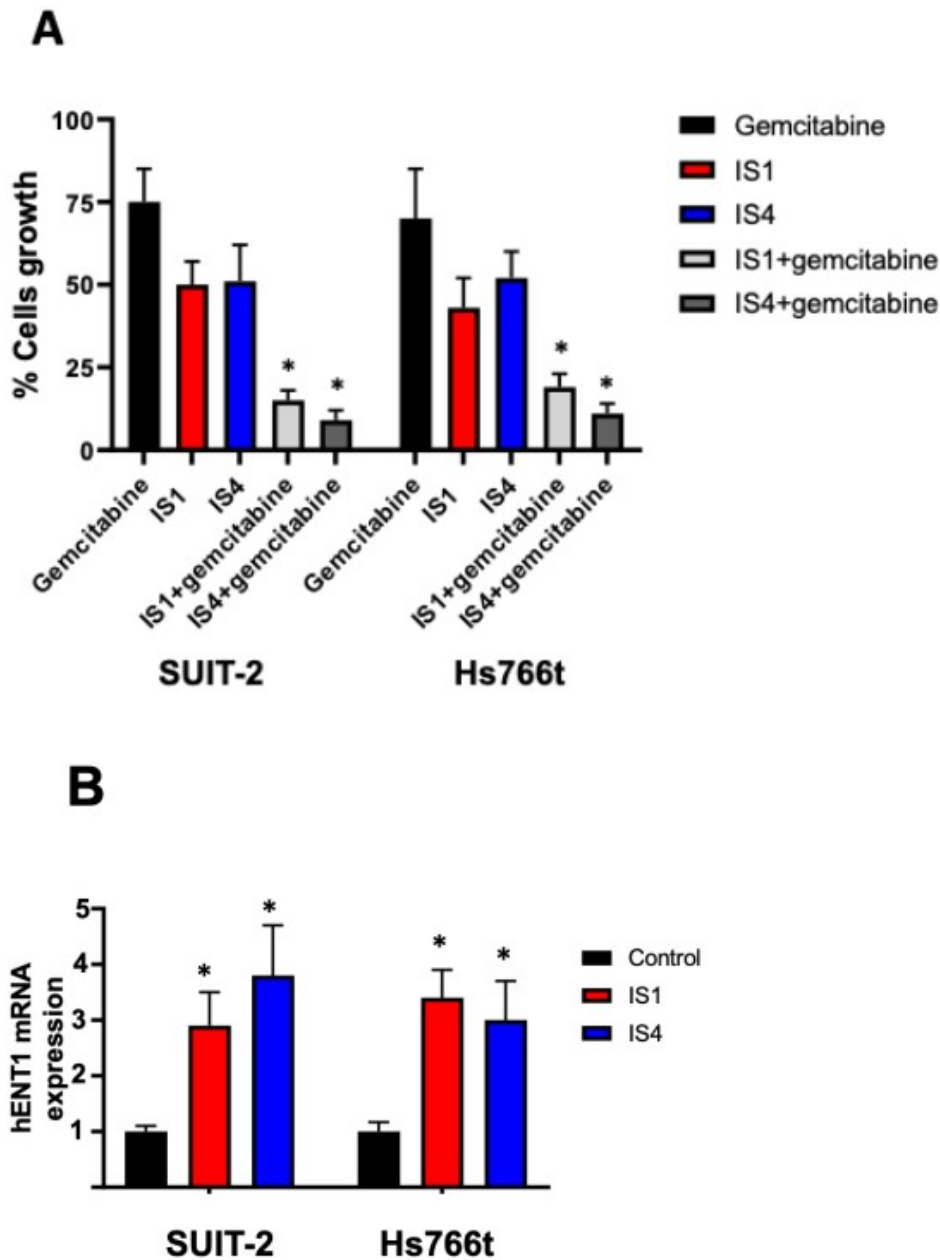 A
% Cells growth
100
75
50
25
0
Gemcitabine
IS1
IS4
IS1+gemcitabine
IS4+gemcitabine
Gemcitabine
IS1
IS4
IS1+gemcitabine
IS4+gemcitabine
SUIT-2
Hs766t
Gemcitabine
IS1
IS4
IS1+gemcitabine
IS4+gemcitabine
*
*
*
*
B
hENT1 mRNA
expression
5
4
3
2
1
*
*
*
*
SUIT-2
Hs766t
Control
IS1
IS4